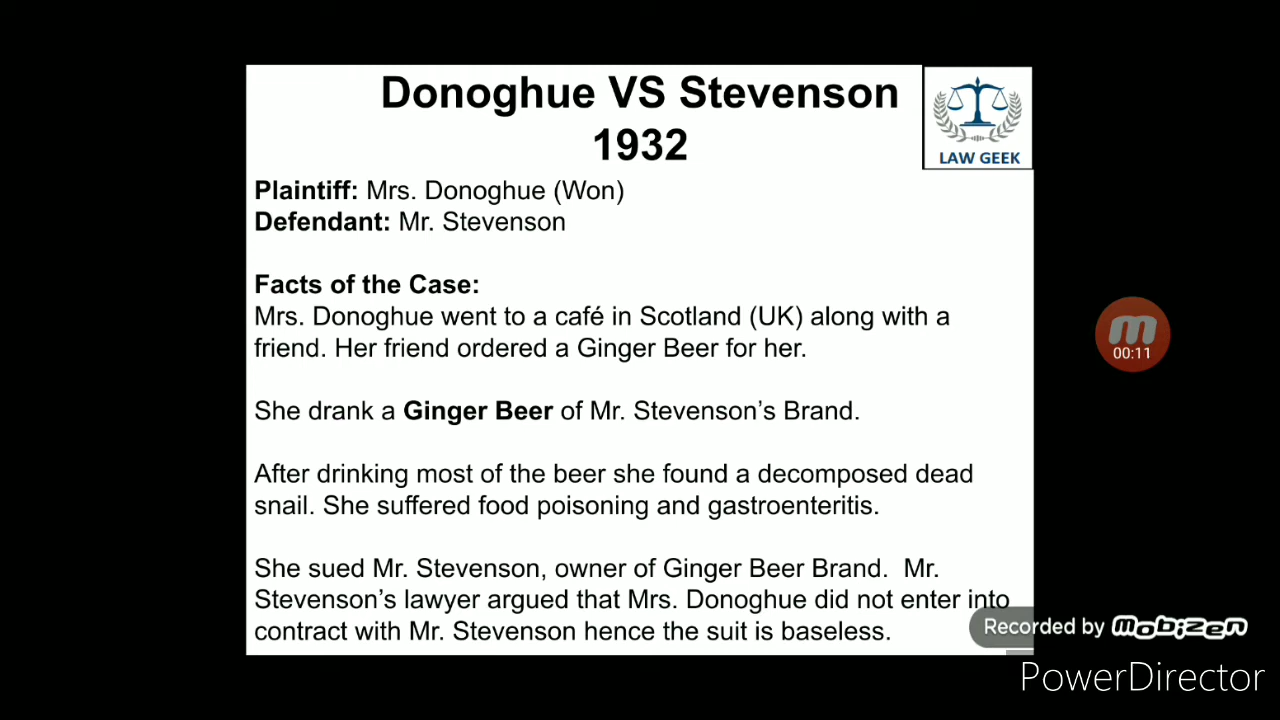 Donoghue VS Stevenson
1932
LAW GEEK
Plaintiff: Mrs. Donoghue (Won)
Defendant: Mr. Stevenson
Facts of the Case:
Mrs. Donoghue went to a café in Scotland (UK) along with a
friend. Her friend ordered a Ginger Beer for her.
She drank a Ginger Beer of Mr. Stevenson’s Brand.
After drinking most of the beer she found a decomposed dead
snail. She suffered food poisoning and gastroenteritis.
She sued Mr. Stevenson, owner of Ginger Beer Brand.  Mr.
Stevenson’s lawyer argued that Mrs. Donoghue did not enter into
contract with Mr. Stevenson hence the suit is baseless.
00:11
Recorded by mobizen
PowerDirector